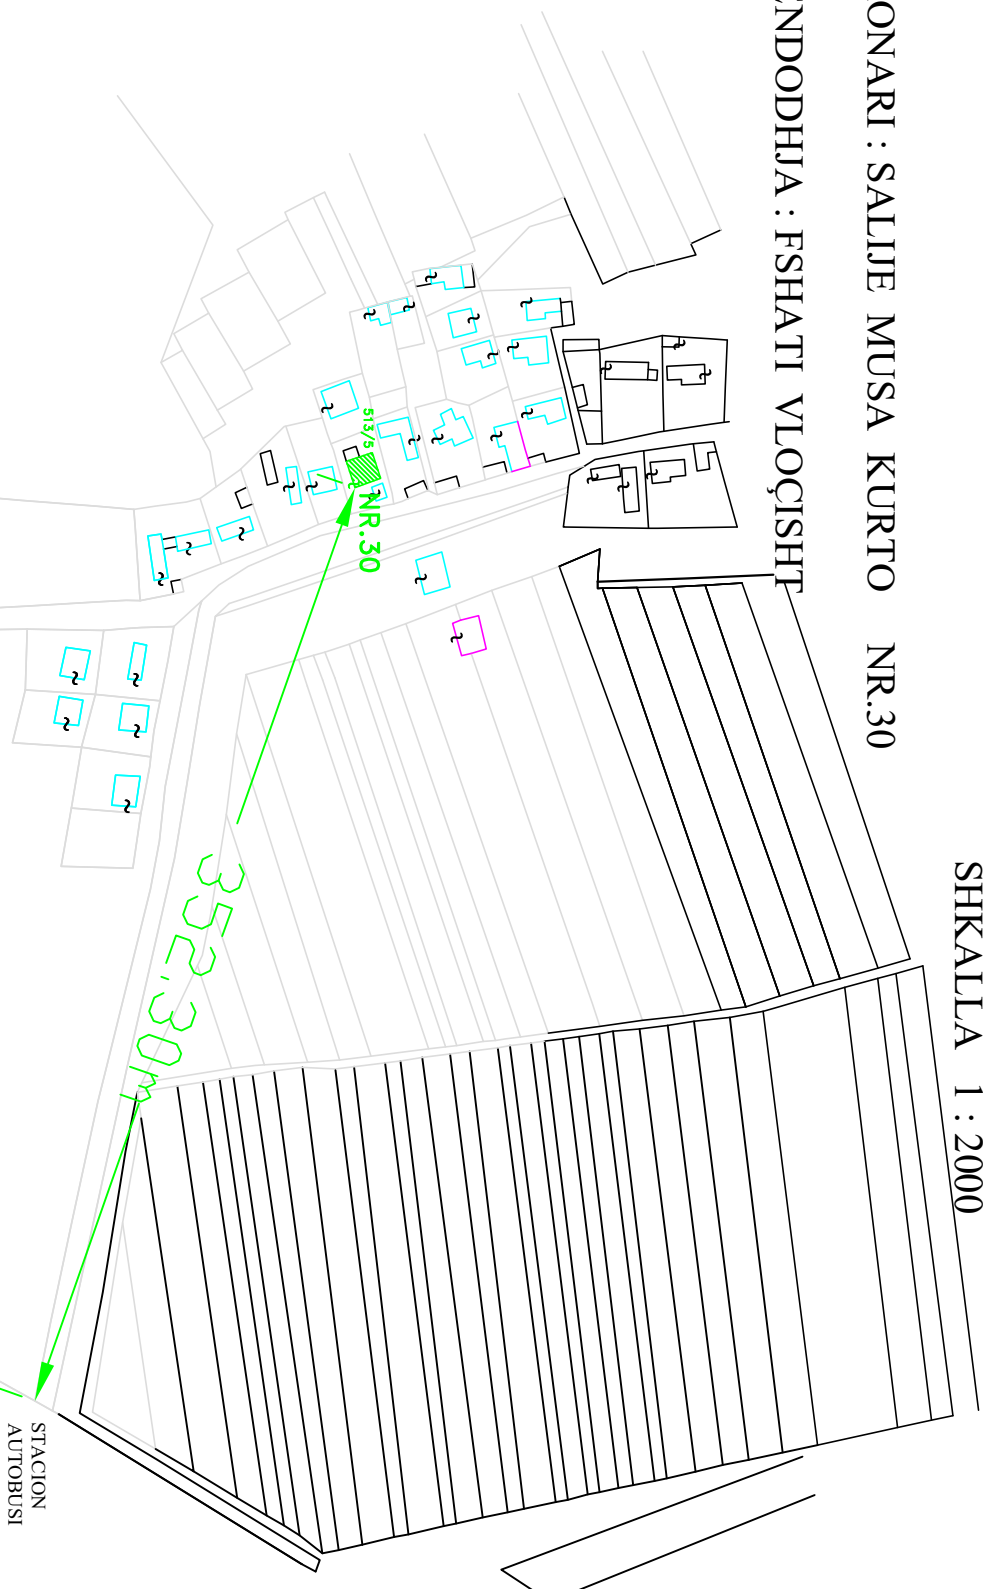 ONARI : SALIJE MUSA KURTO NR.30
ENDODHJA : FSHATI VLOÇISHT
SHKALLA 1 : 2000
513/5
NR.30
352,30m
STACION
AUTOBUSI